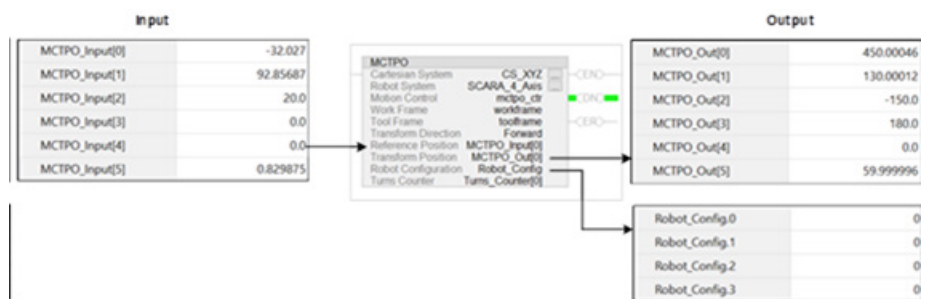 Input
Output
MCTPO_Input[0] -32.027
MCTPO_Input[1] 92.85687
MCTPO_Input[2] 20.0
MCTPO_Input[3] 0.0
MCTPO_Input[4] 0.0
MCTPO_Input[5] 0.829875
MCTPO
Cartesian System CS_XYZ
Robot System SCARA_4_Axis
Motion Control mctpo_ctr
Work Frame workframe
Tool Frame toolframe
Transform Direction Forward
Reference Position MCTPO_Input[0]
Transform Position MCTPO_Out[0]
Robot Configuration Robot_Config
Turns Counter Turns_Counter[0]
EN
DN
ER
MCTPO_Out[0] 450.00046
MCTPO_Out[1] 130.00012
MCTPO_Out[2] -150.0
MCTPO_Out[3] 180.0
MCTPO_Out[4] 0.0
MCTPO_Out[5] 59.999996
Robot_Config.0 0
Robot_Config.1 0
Robot_Config.2 0
Robot_Config.3 0